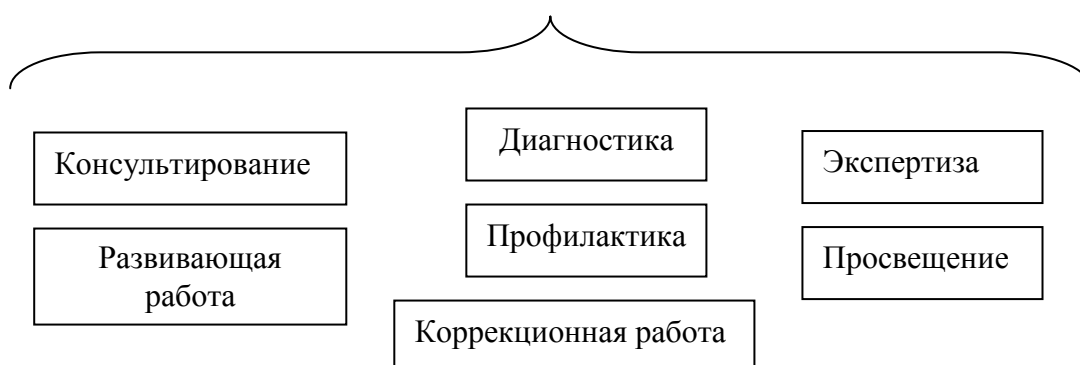 Консультирование
Развивающая
работа
Диагностика
Профилактика
Коррекционная работа
Экспертиза
Просвещение